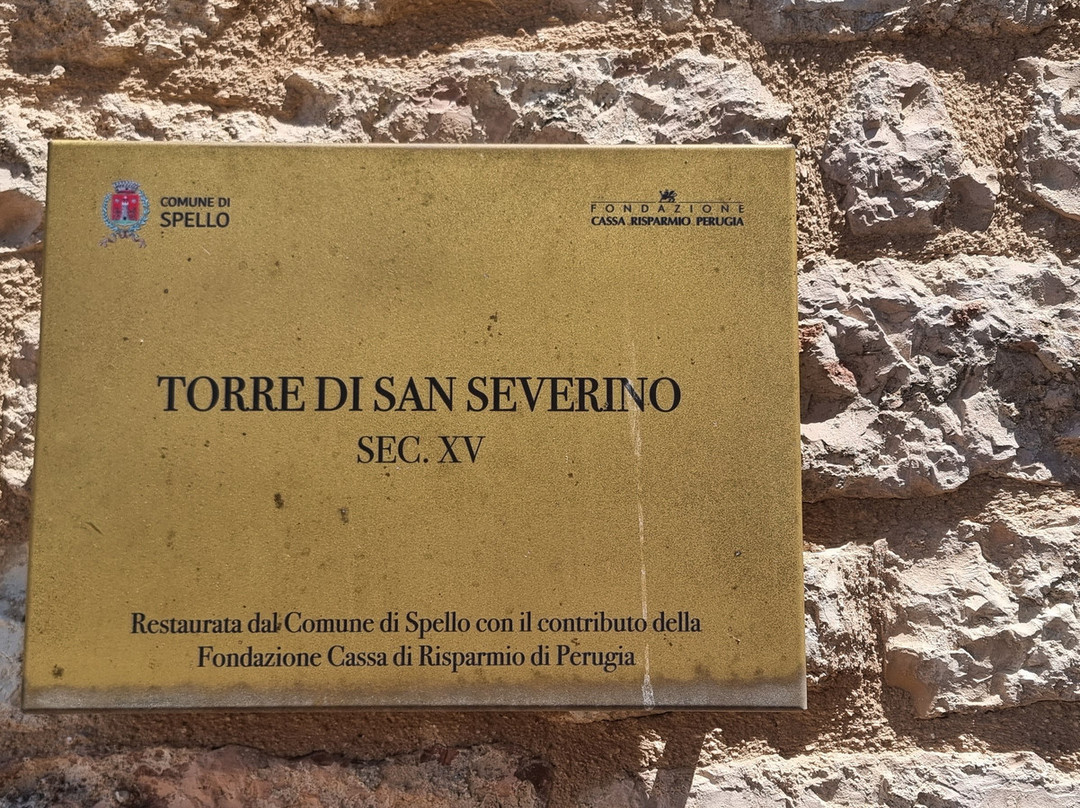 COMUNE DI
SPELLO
FONDAZIONE
CASSA RISPARMIO PERUGIA
TORRE DI SAN SEVERINO
SEC. XV
Restaurata dal Comune di Spello con il contributo della
Fondazione Cassa di Risparmio di Perugia